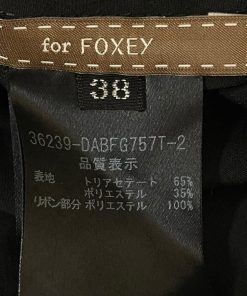 for FOXEY
38
36239-DABFG757T-2
品質表示
表地 トリアセテート 65%
ポリエステル 35%
リボン部分 ポリエステル 100%